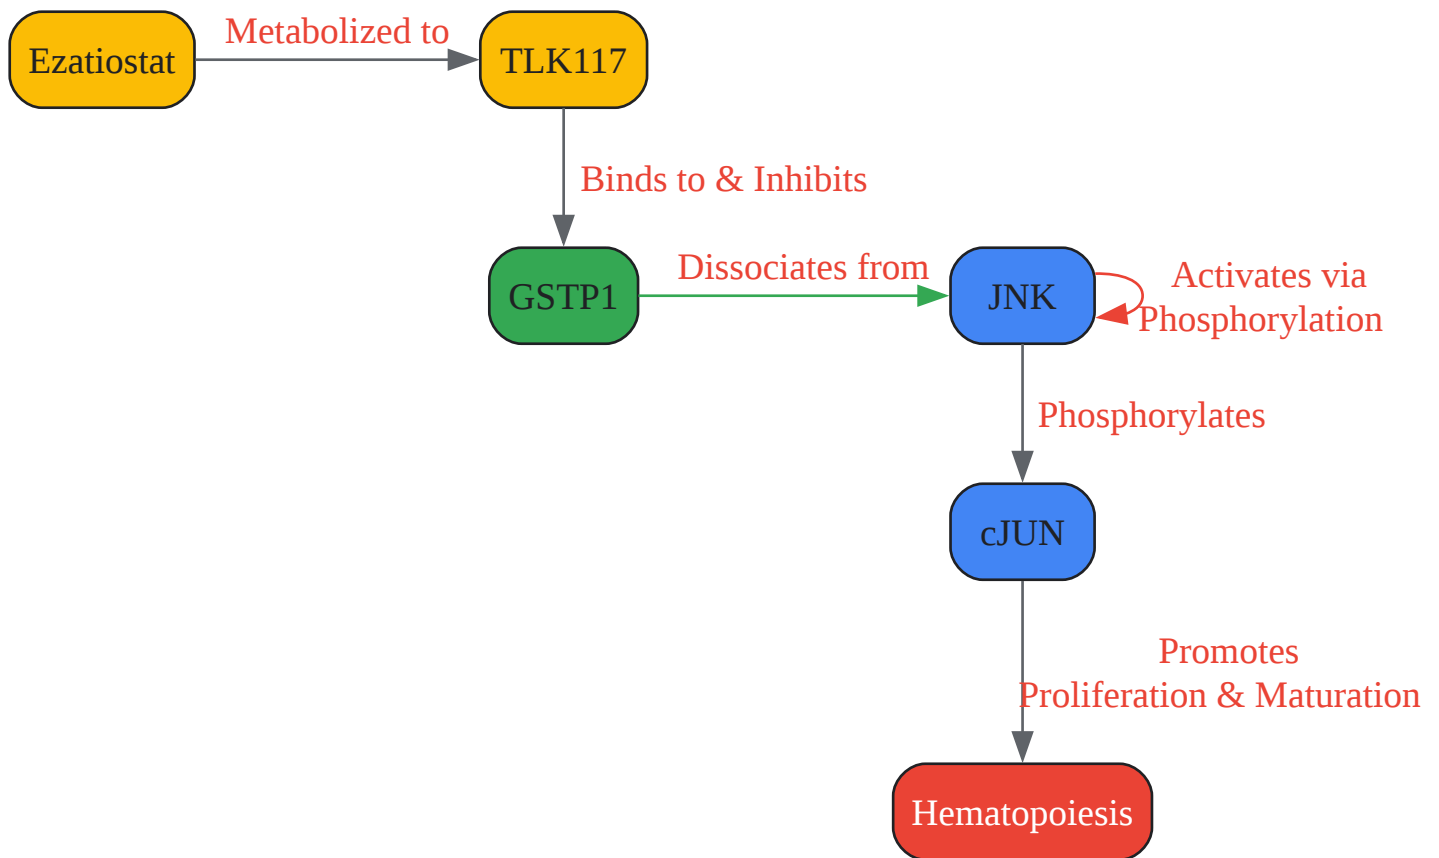 Ezatiostat
Metabolized to
TLK117
Binds to & Inhibits
GSTP1
Dissociates from
JNK
Activates via
Phosphorylation
Phosphorylates
cJUN
Promotes
Proliferation & Maturation
Hematopoiesis